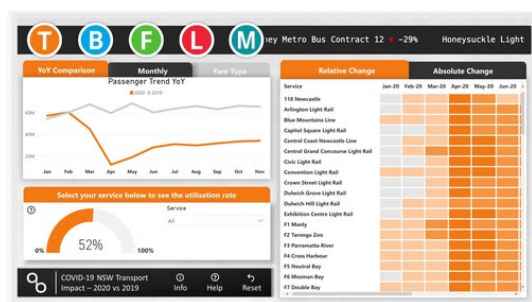 T B F L M
ney Metro Bus Contract 12 ▼ -29% Honeysuckle Light
YoY Comparison Monthly Fare Type
Passenger Trend YoY
2020 2019
60M
40M
20M
Jan Feb Mar Apr May Jun Jul Aug Sep Oct Nov
Select your service below to see the utilisation rate
Service
All
0% 52% 100%
COVID-19 NSW Transport
Impact – 2020 vs 2019
Info Help Reset
Relative Change Absolute Change
Service Jan-20 Feb-20 Mar-20 Apr-20 May-20 Jun-20
118 Newcastle
Arlington Light Rail
Blue Mountains Line
Capitol Square Light Rail
Central Coast Newcastle Line
Central Grand Concourse Light Rail
Civic Light Rail
Convention Light Rail
Crown Street Light Rail
Dulwich Grove Light Rail
Dulwich Hill Light Rail
Exhibition Centre Light Rail
F1 Manly
F2 Taronga Zoo
F3 Parramatta River
F4 Cross Harbour
F5 Neutral Bay
F6 Mosman Bay
F7 Double Bay